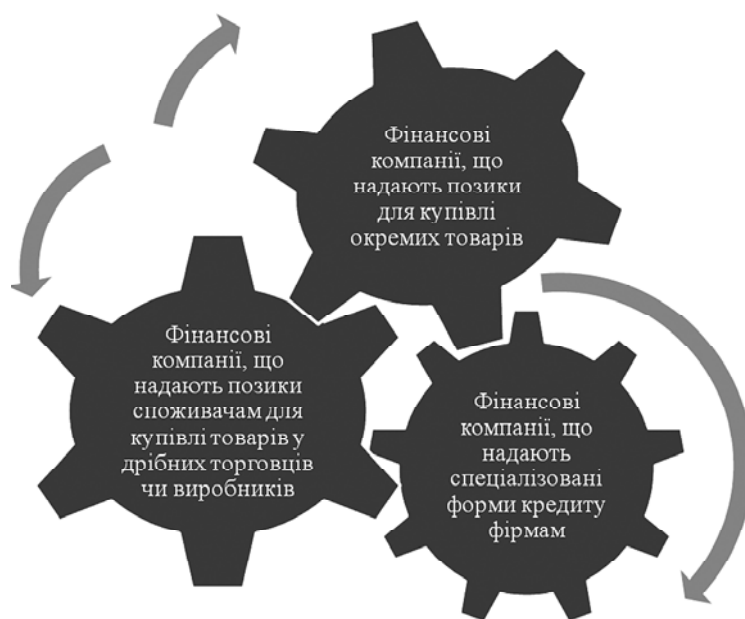 Фінансові
компанії, що
надають позики
для купівлі
окремих товарів
Фінансові
компанії, що
надають позики
споживачам для
купівлі товарів у
дрібних торговців
чи виробників
Фінансові
компанії, що
надають
спеціалізовані
форми кредиту
фірмам